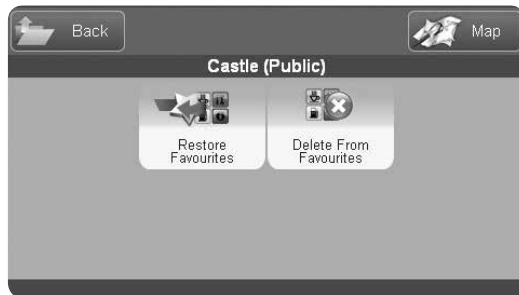 Back
Map
Castle (Public)
Restore
Favourites
Delete From
Favourites